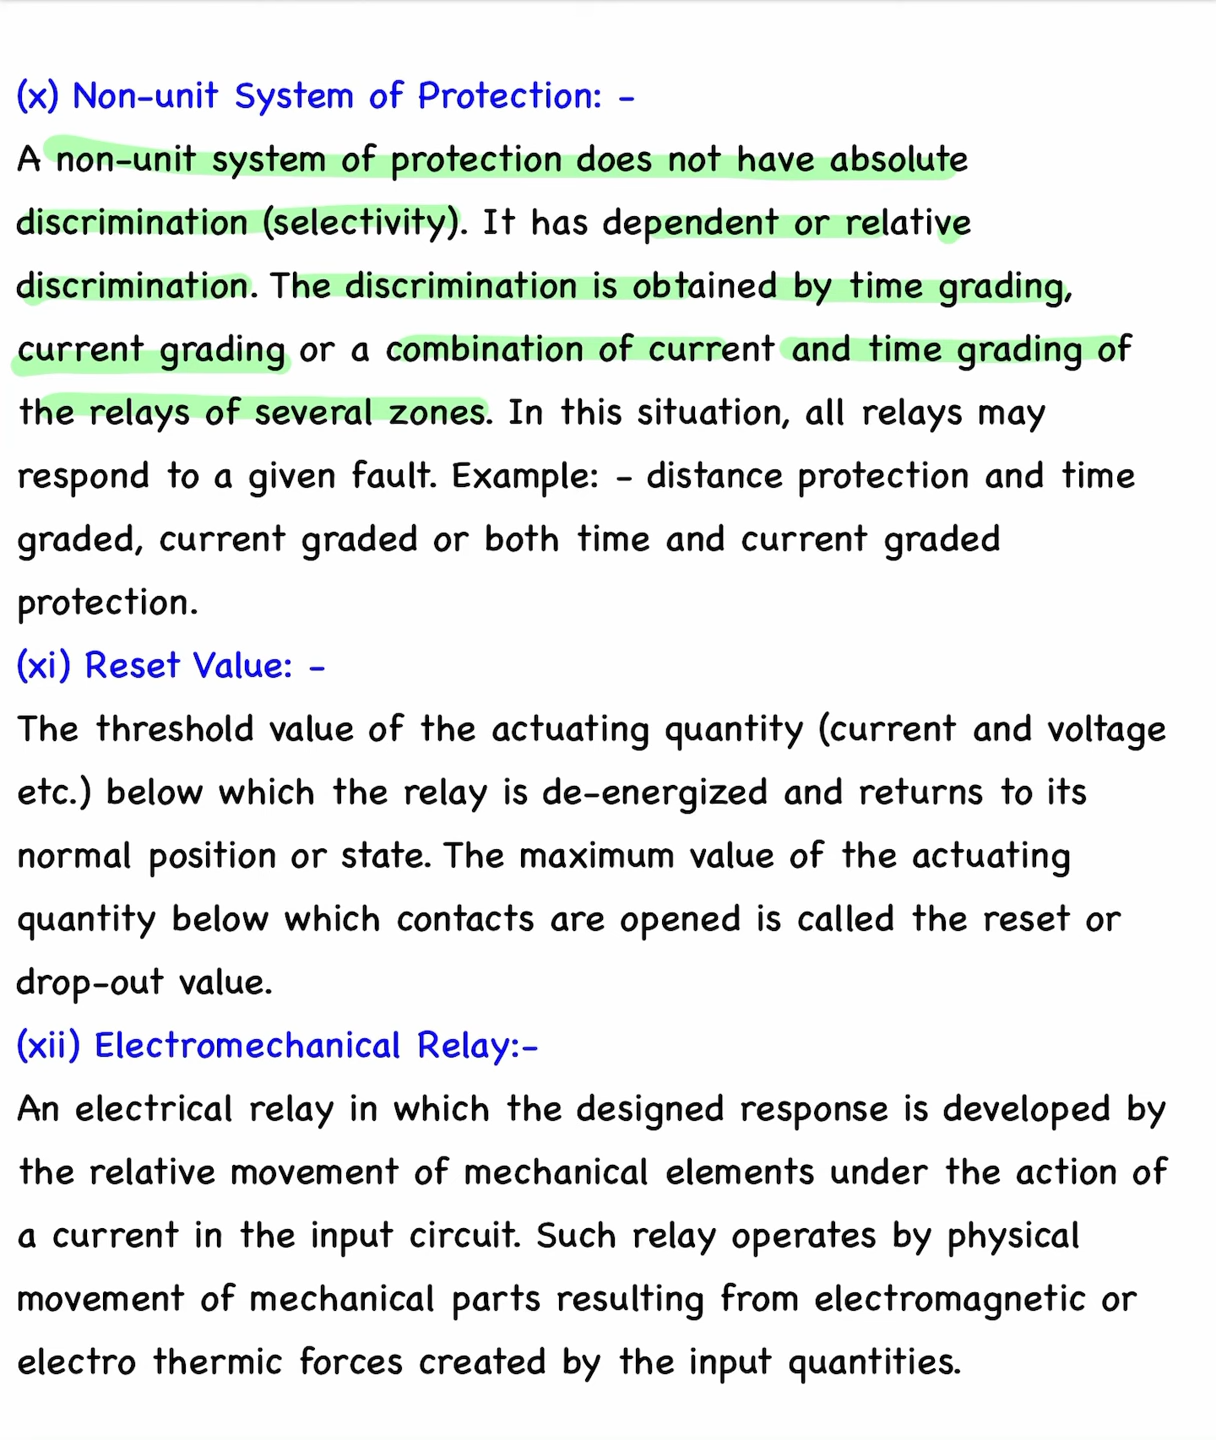 (x) Non-unit System of Protection: -
A non-unit system of protection does not have absolute
discrimination (selectivity). It has dependent or relative
discrimination. The discrimination is obtained by time grading,
current grading or a combination of current and time grading of
the relays of several zones. In this situation, all relays may
respond to a given fault. Example: - distance protection and time
graded, current graded or both time and current graded
protection.
(xi) Reset Value: -
The threshold value of the actuating quantity (current and voltage
etc.) below which the relay is de-energized and returns to its
normal position or state. The maximum value of the actuating
quantity below which contacts are opened is called the reset or
drop-out value.
(xii) Electromechanical Relay:-
An electrical relay in which the designed response is developed by
the relative movement of mechanical elements under the action of
a current in the input circuit. Such relay operates by physical
movement of mechanical parts resulting from electromagnetic or
electro thermic forces created by the input quantities.